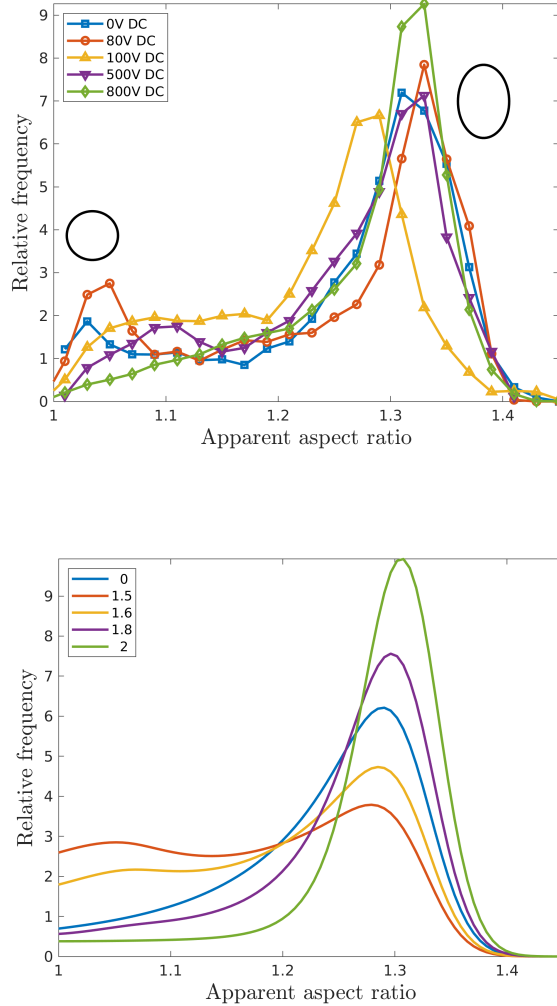 9
8
7
6
5
4
3
2
1
0
Relative frequency
0V DC
80V DC
100V DC
500V DC
800V DC
1 1.1 1.2 1.3 1.4
Apparent aspect ratio
9
8
7
6
5
4
3
2
1
0
Relative frequency
0
1.5
1.6
1.8
2
1 1.1 1.2 1.3 1.4
Apparent aspect ratio